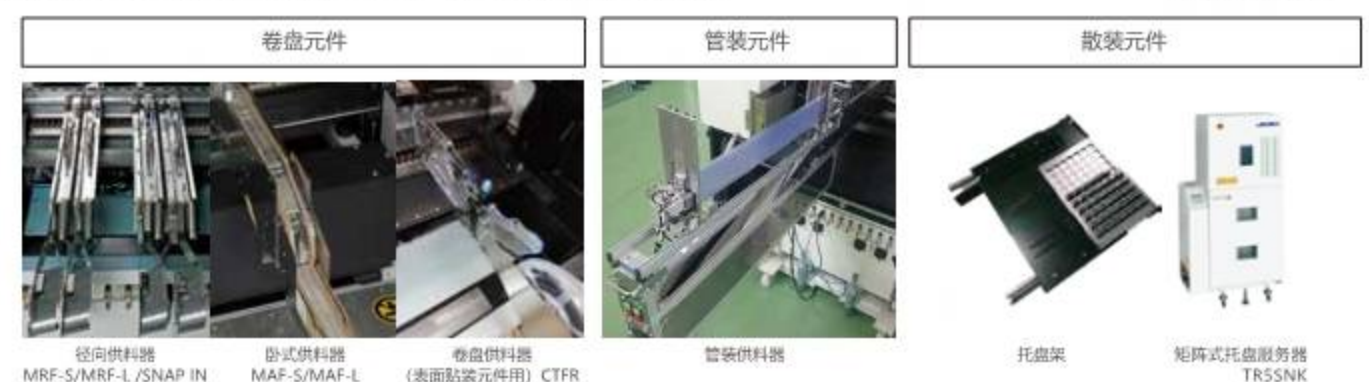 卷盘元件
管装元件
散装元件
径向供料器
MRF-S/MRF-L /SNAP IN
卧式供料器
MAF-S/MAF-L
卷盘供料器
(表面贴装元件用) CTFR
管装供料器
托盘架
矩阵式托盘服务器
TR5SNK